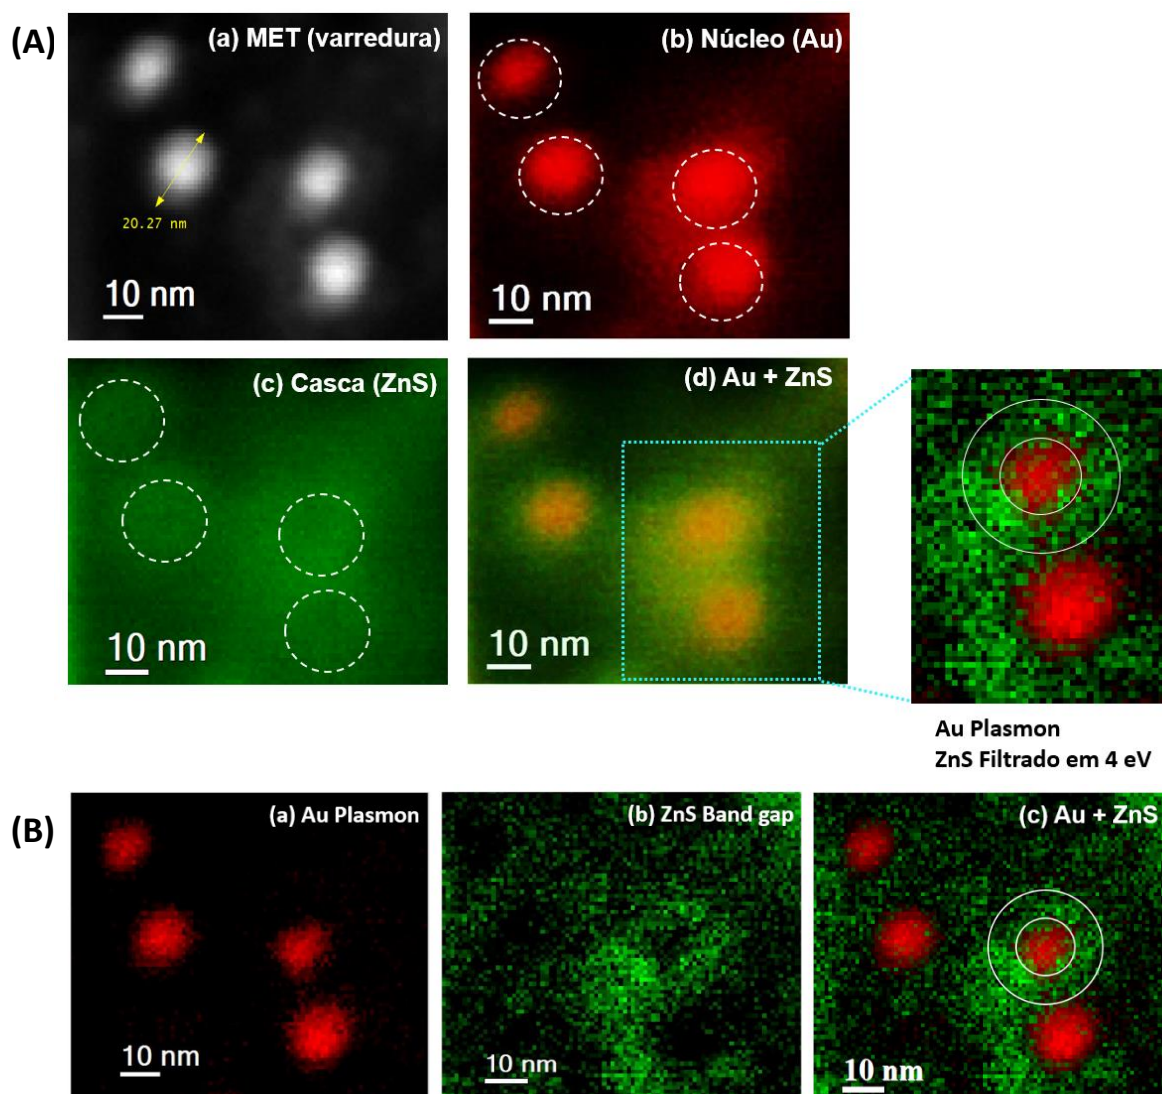 (A)
(a) MET (varredura)
20.27 nm
10 nm
(b) Núcleo (Au)
10 nm
(c) Casca (ZnS)
10 nm
(d) Au + ZnS
10 nm
Au Plasmon
ZnS Filtrado em 4 eV
(B)
(a) Au Plasmon
10 nm
(b) ZnS Band gap
10 nm
(c) Au + ZnS
10 nm